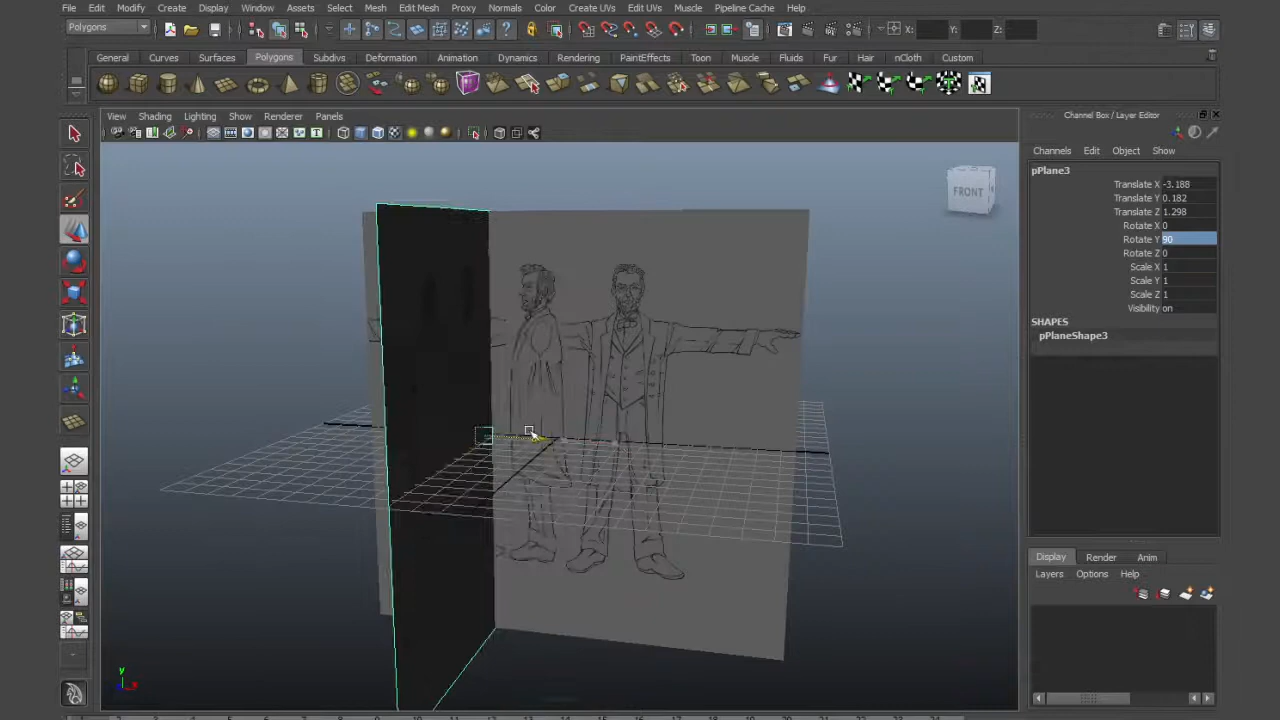 File Edit Modify Create Display Window Assets Select Mesh Edit Mesh Proxy Normals Color Create UVs Edit UVs Muscle Pipeline Cache Help
Polygons X: Y: Z:
General Curves Surfaces Polygons Subdivs Deformation Animation Dynamics Rendering PaintEffects Toon Muscle Fluids Fur Hair nCloth Custom
View Shading Lighting Show Renderer Panels
Channel Box / Layer Editor
Channels Edit Object Show
pPlane3
Translate X -3.188
Translate Y 0.182
Translate Z 1.298
Rotate X 0
Rotate Y 90
Rotate Z 0
Scale X 1
Scale Y 1
Scale Z 1
Visibility on
SHAPES
pPlaneShape3
FRONT
Display Render Anim
Layers Options Help
y